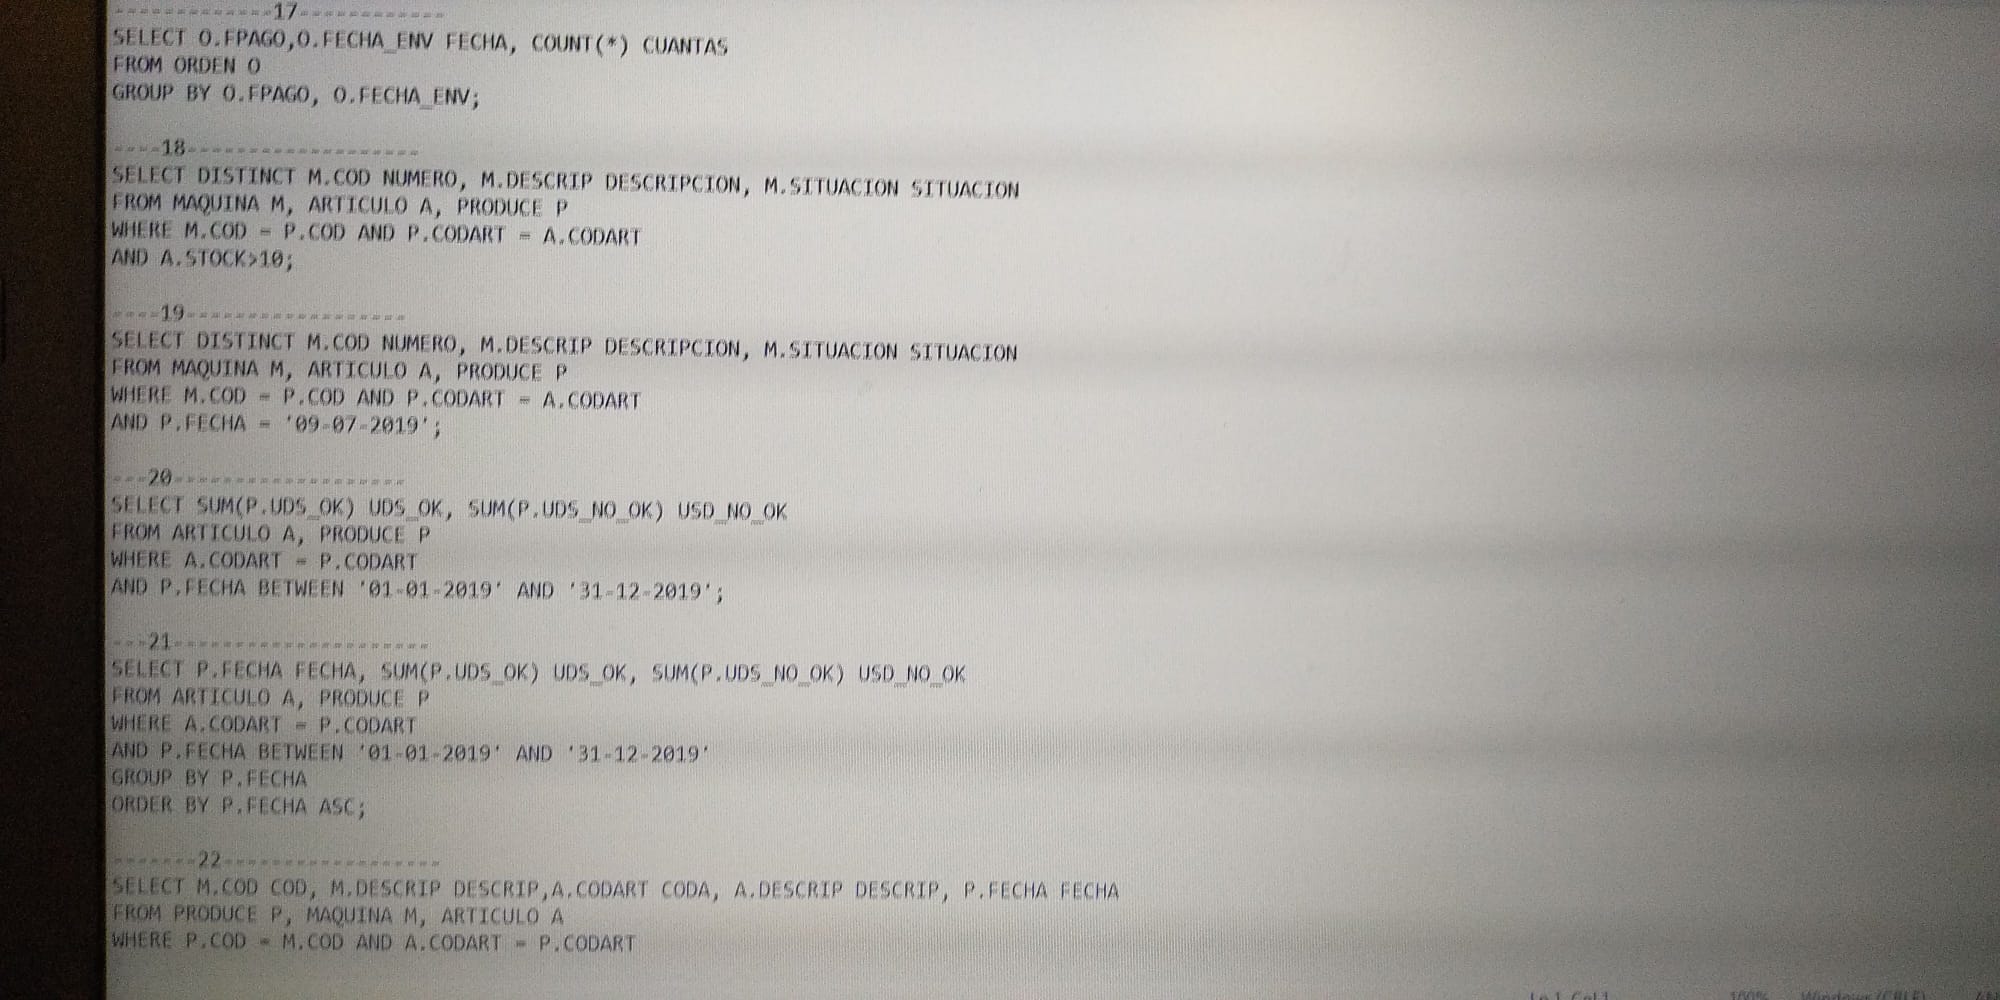 -------------17------------
SELECT O.FPAGO,O.FECHA_ENV FECHA, COUNT(*) CUANTAS
FROM ORDEN O
GROUP BY O.FPAGO, O.FECHA_ENV;
----18-------------------
SELECT DISTINCT M.COD NUMERO, M.DESCRIP DESCRIPCION, M.SITUACION SITUACION
FROM MAQUINA M, ARTICULO A, PRODUCE P
WHERE M.COD = P.COD AND P.CODART = A.CODART
AND A.STOCK>10;
----19------------------
SELECT DISTINCT M.COD NUMERO, M.DESCRIP DESCRIPCION, M.SITUACION SITUACION
FROM MAQUINA M, ARTICULO A, PRODUCE P
WHERE M.COD = P.COD AND P.CODART = A.CODART
AND P.FECHA = '09-07-2019';
---20-------------------
SELECT SUM(P.UDS_OK) UDS_OK, SUM(P.UDS_NO_OK) USD_NO_OK
FROM ARTICULO A, PRODUCE P
WHERE A.CODART = P.CODART
AND P.FECHA BETWEEN '01-01-2019' AND '31-12-2019';
---21---------------------
SELECT P.FECHA FECHA, SUM(P.UDS_OK) UDS_OK, SUM(P.UDS_NO_OK) USD_NO_OK
FROM ARTICULO A, PRODUCE P
WHERE A.CODART = P.CODART
AND P.FECHA BETWEEN '01-01-2019' AND '31-12-2019'
GROUP BY P.FECHA
ORDER BY P.FECHA ASC;
-------22------------------
SELECT M.COD COD, M.DESCRIP DESCRIP,A.CODART CODA, A.DESCRIP DESCRIP, P.FECHA FECHA
FROM PRODUCE P, MAQUINA M, ARTICULO A
WHERE P.COD = M.COD AND A.CODART = P.CODART